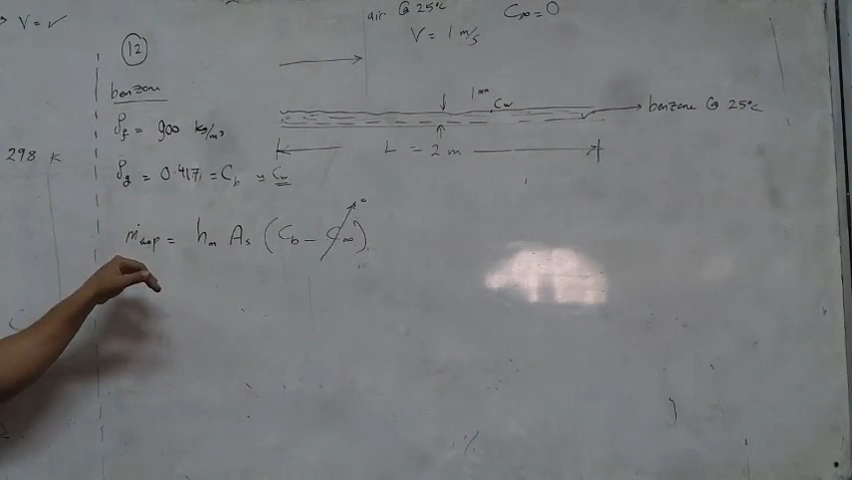 V = ✓
air @ 25°C C∞ = 0
V = 1 m/s
12
benzene
1 mm
Cw
benzene @ 25°C
ρf = 900 kg/m³
298 K
L = 2 m
ρg = 0.417 = Cb = Cw
ṁevap = hm As (Cb - C∞) 0